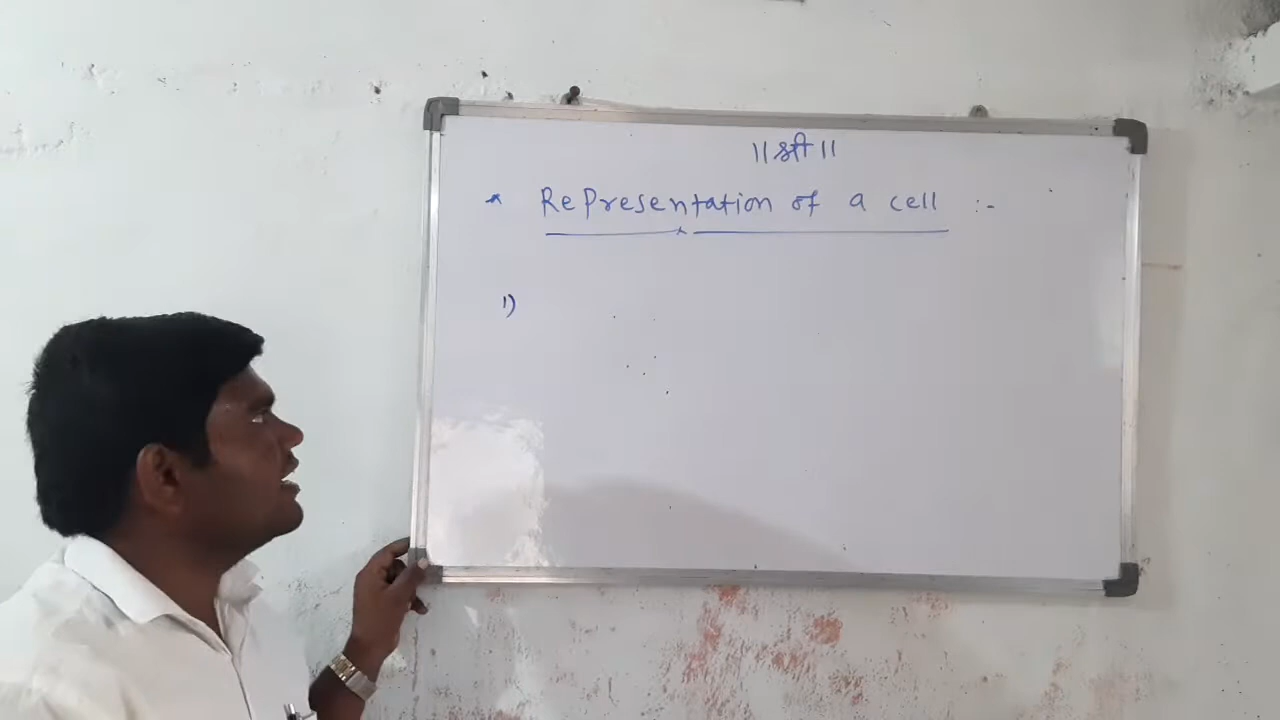 ||श्री||
* Representation of a cell :-
1)